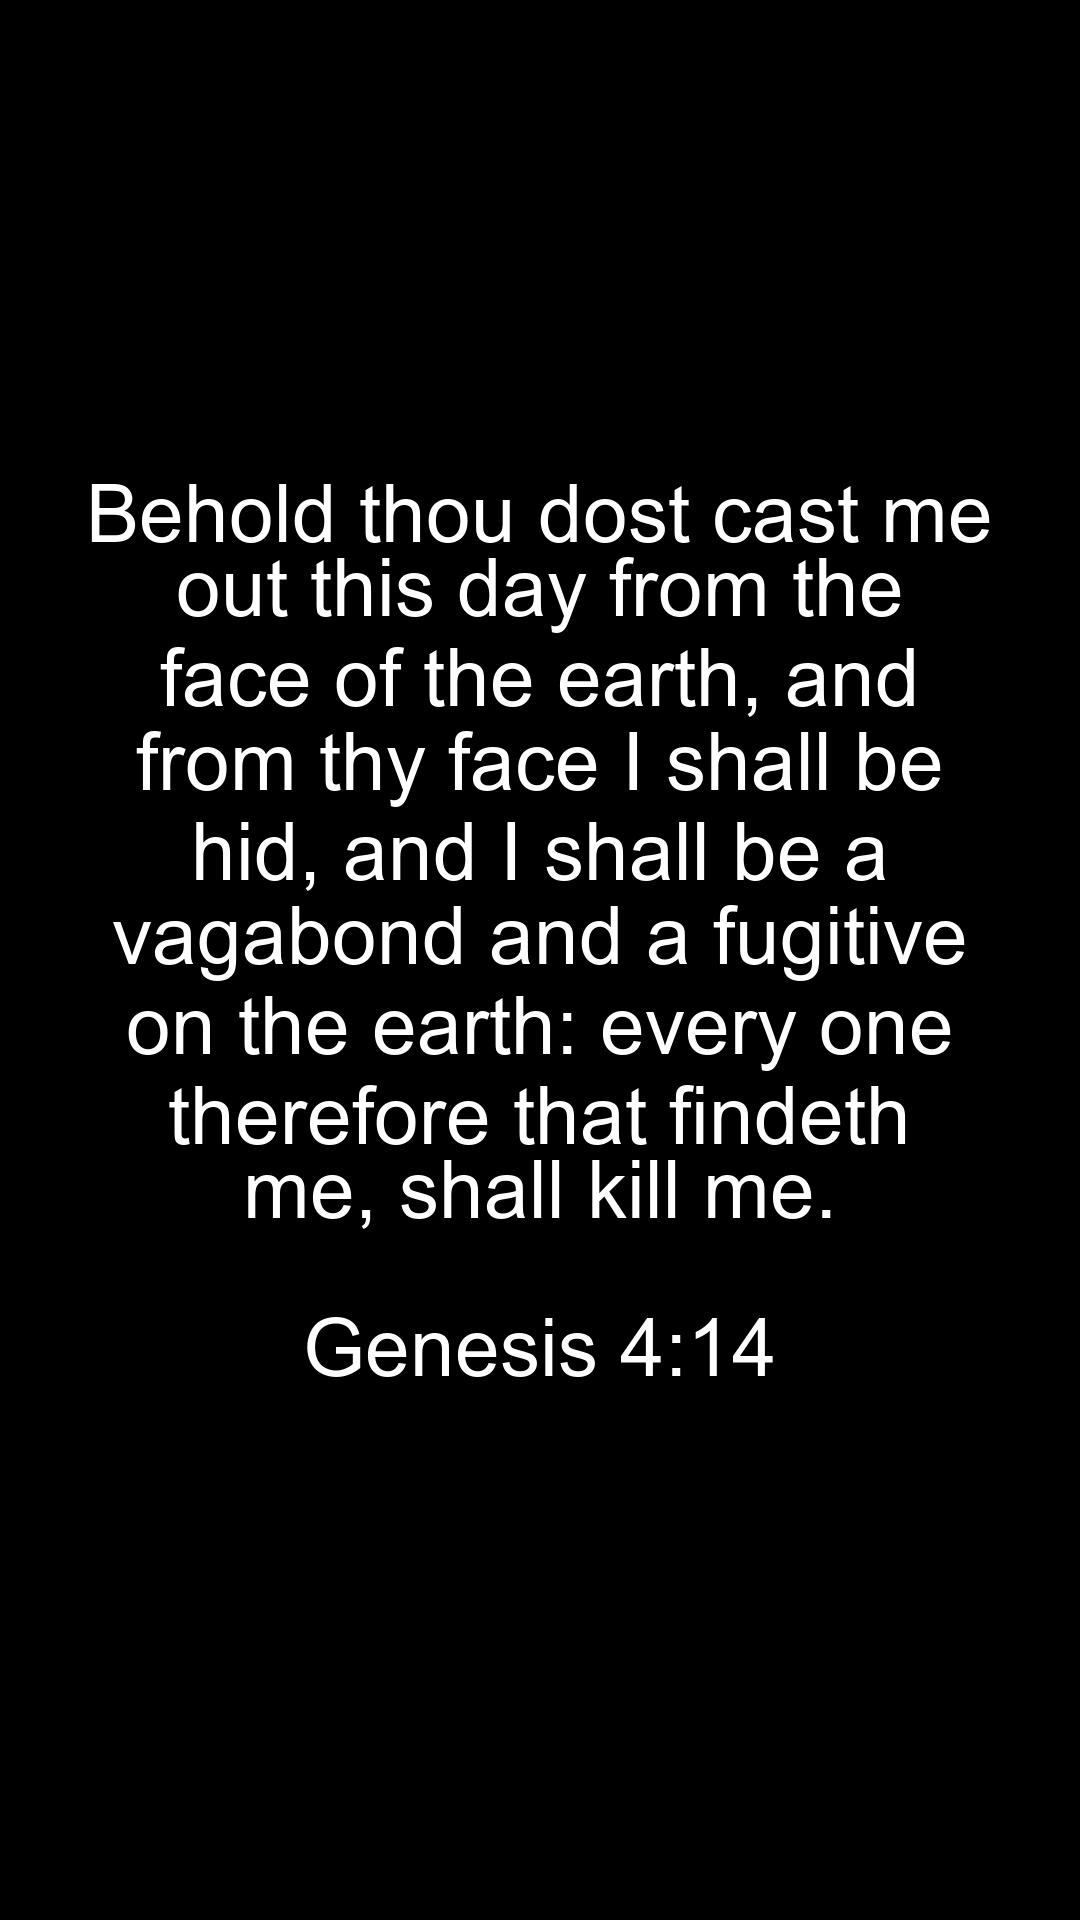 Behold thou dost cast me
out this day from the
face of the earth, and
from thy face I shall be
hid, and I shall be a
vagabond and a fugitive
on the earth: every one
therefore that findeth
me, shall kill me.
Genesis 4:14